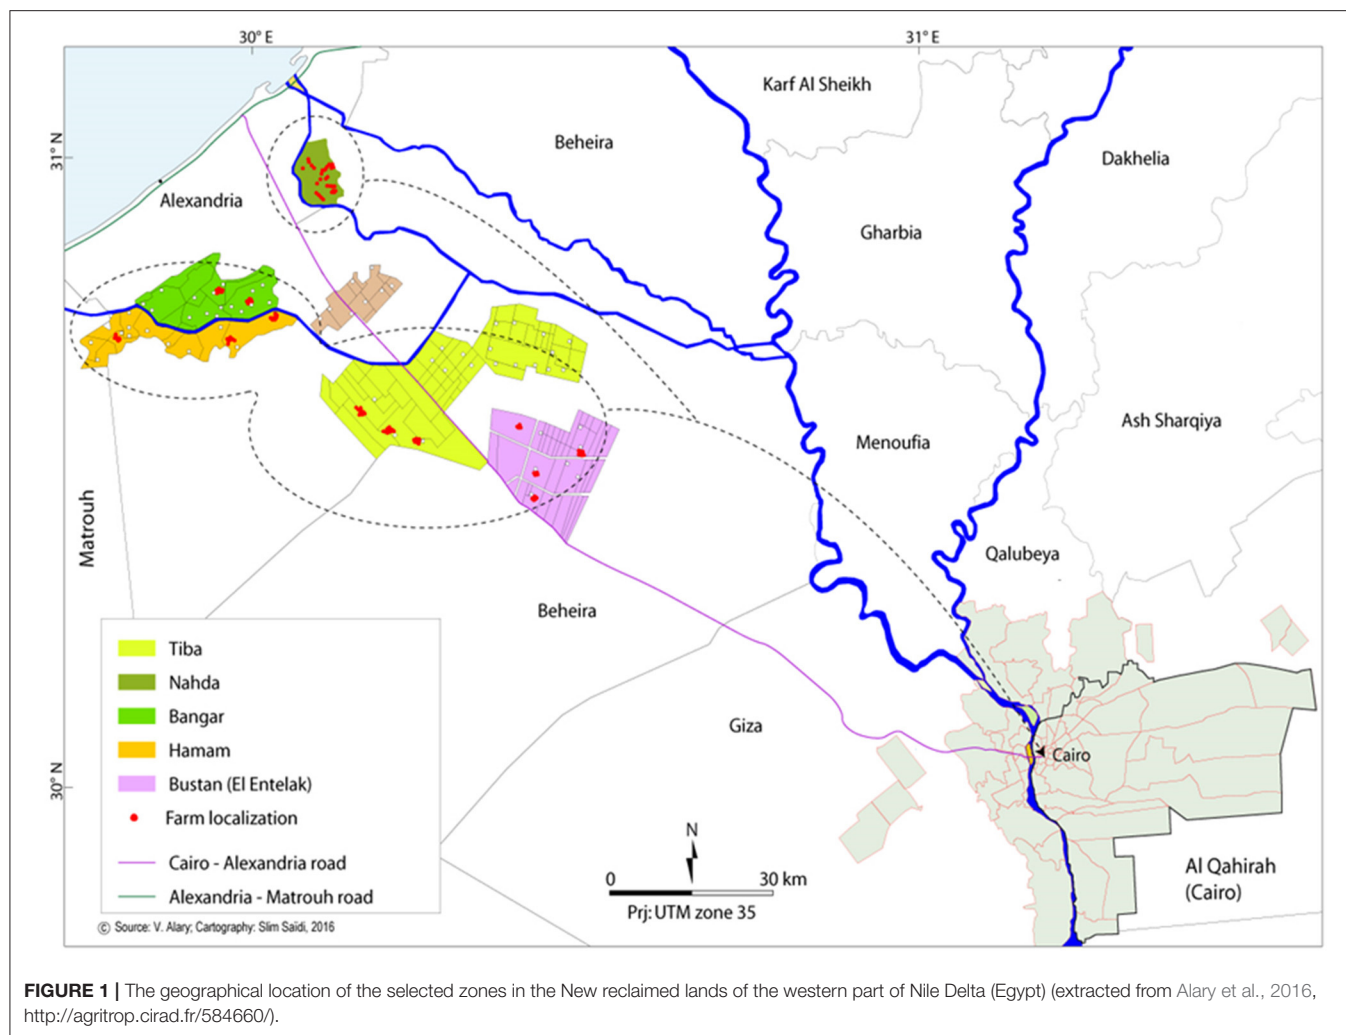 30° E
31° E
31° N
30° N
Karf Al Sheikh
Beheira
Dakhelia
Alexandria
Gharbia
Menoufia
Ash Sharqiya
Matrouh
Qalubeya
Beheira
Giza
Cairo
Al Qahirah
(Cairo)
Tiba
Nahda
Bangar
Hamam
Bustan (El Entelak)
Farm localization
Cairo - Alexandria road
Alexandria - Matrouh road
© Source: V. Alary; Cartography: Slim Saïdi, 2016
N
0 30 km
Prj: UTM zone 35
FIGURE 1 | The geographical location of the selected zones in the New reclaimed lands of the western part of Nile Delta (Egypt) (extracted from Alary et al., 2016,
http://agritrop.cirad.fr/584660/).